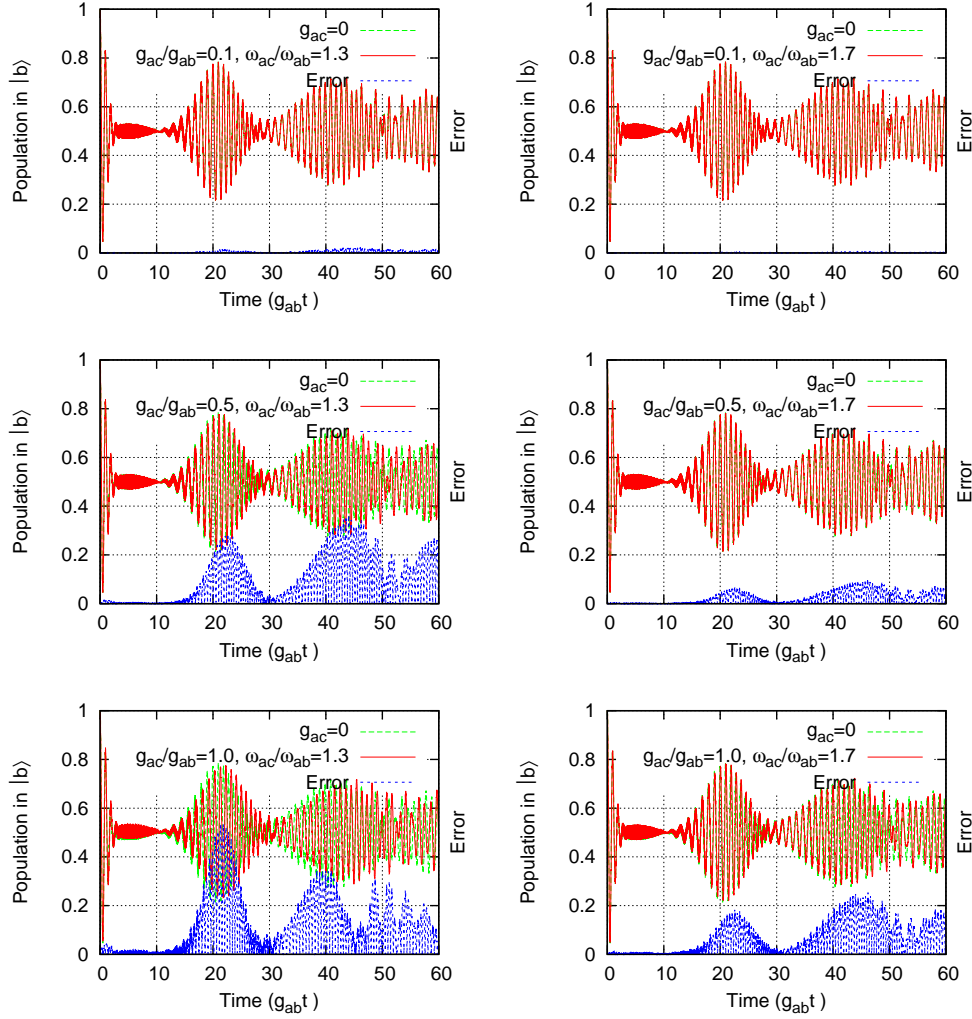 g_ac=0
g_ac/g_ab=0.1, ω_ac/ω_ab=1.3
Error
Population in |b⟩
Error
1
0.8
0.6
0.4
0.2
0
0 10 20 30 40 50 60
Time (g_abt )
g_ac=0
g_ac/g_ab=0.1, ω_ac/ω_ab=1.7
Error
Population in |b⟩
Error
1
0.8
0.6
0.4
0.2
0
0 10 20 30 40 50 60
Time (g_abt )
g_ac=0
g_ac/g_ab=0.5, ω_ac/ω_ab=1.3
Error
Population in |b⟩
Error
1
0.8
0.6
0.4
0.2
0
0 10 20 30 40 50 60
Time (g_abt )
g_ac=0
g_ac/g_ab=0.5, ω_ac/ω_ab=1.7
Error
Population in |b⟩
Error
1
0.8
0.6
0.4
0.2
0
0 10 20 30 40 50 60
Time (g_abt )
g_ac=0
g_ac/g_ab=1.0, ω_ac/ω_ab=1.3
Error
Population in |b⟩
Error
1
0.8
0.6
0.4
0.2
0
0 10 20 30 40 50 60
Time (g_abt )
g_ac=0
g_ac/g_ab=1.0, ω_ac/ω_ab=1.7
Error
Population in |b⟩
Error
1
0.8
0.6
0.4
0.2
0
0 10 20 30 40 50 60
Time (g_abt )